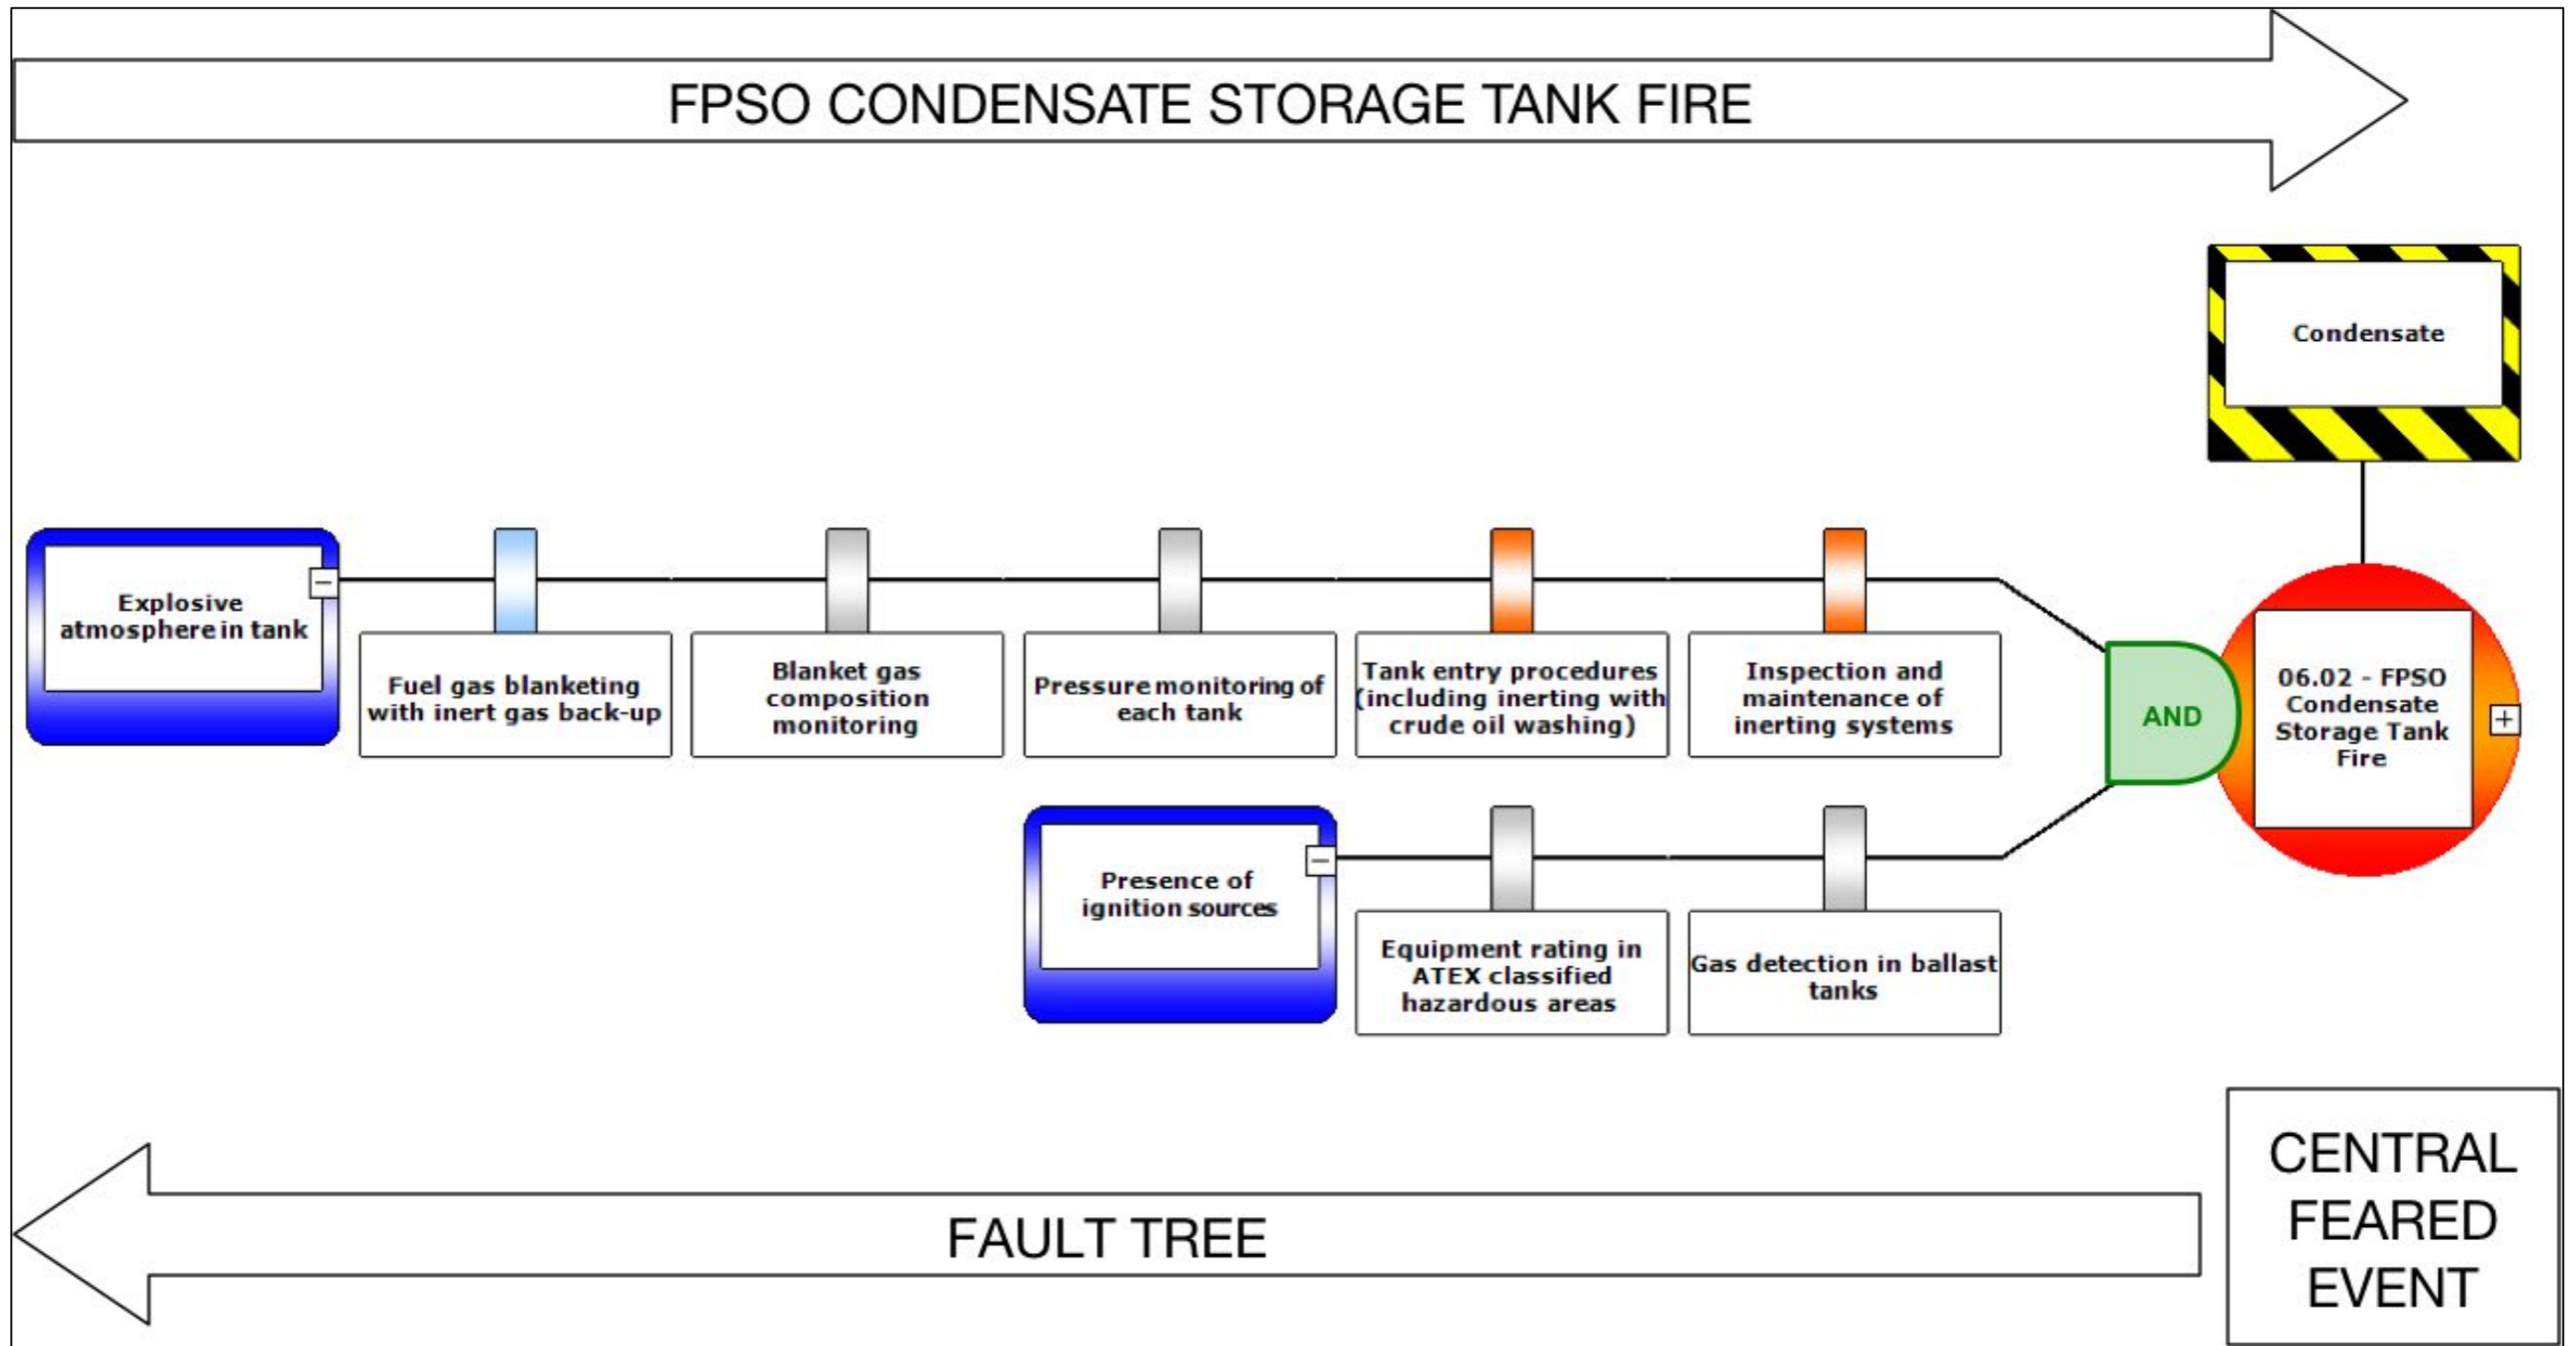 FPSO CONDENSATE STORAGE TANK FIRE
Condensate
Explosive
atmosphere in tank
Fuel gas blanketing
with inert gas back-up
Blanket gas
composition
monitoring
Pressure monitoring of
each tank
Tank entry procedures
(including inerting with
crude oil washing)
Inspection and
maintenance of
inerting systems
AND
06.02 - FPSO
Condensate
Storage Tank
Fire
Presence of
ignition sources
Equipment rating in
ATEX classified
hazardous areas
Gas detection in ballast
tanks
FAULT TREE
CENTRAL
FEARED
EVENT